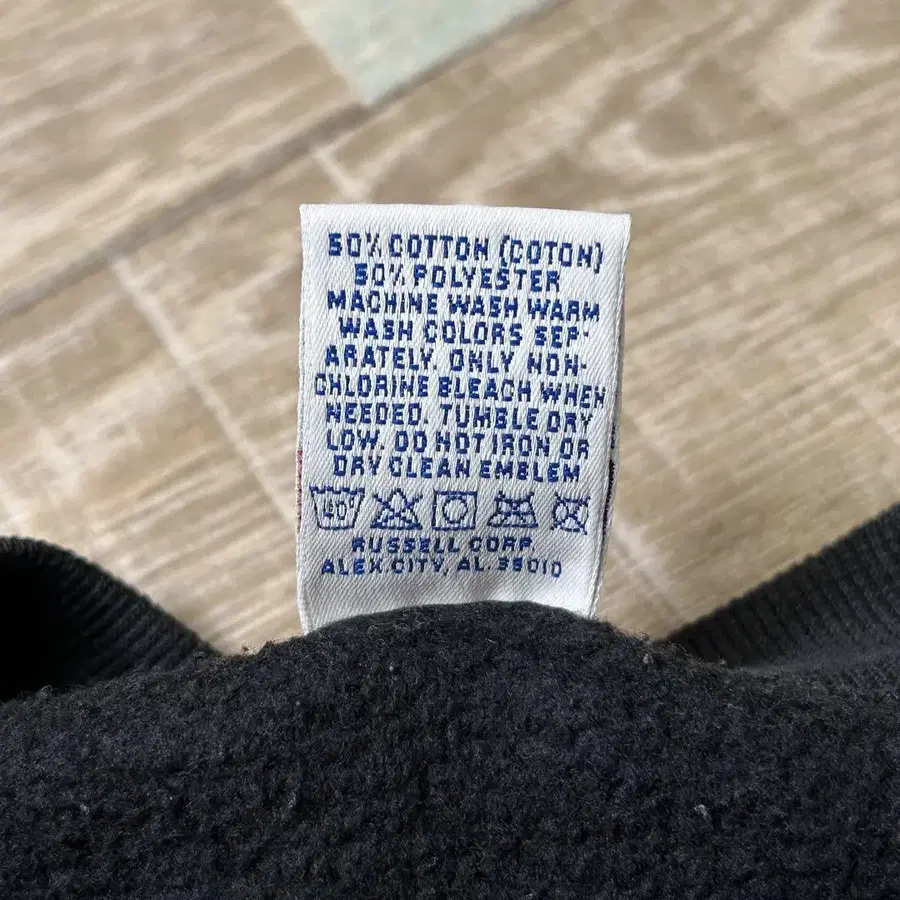 50% COTTON (COTON)
50% POLYESTER
MACHINE WASH WARM
WASH COLORS SEP-
ARATELY. ONLY NON-
CHLORINE BLEACH WHEN
NEEDED. TUMBLE DRY
LOW. DO NOT IRON OR
DRY CLEAN EMBLEM
40°
RUSSELL CORP.
ALEX CITY, AL. 35010